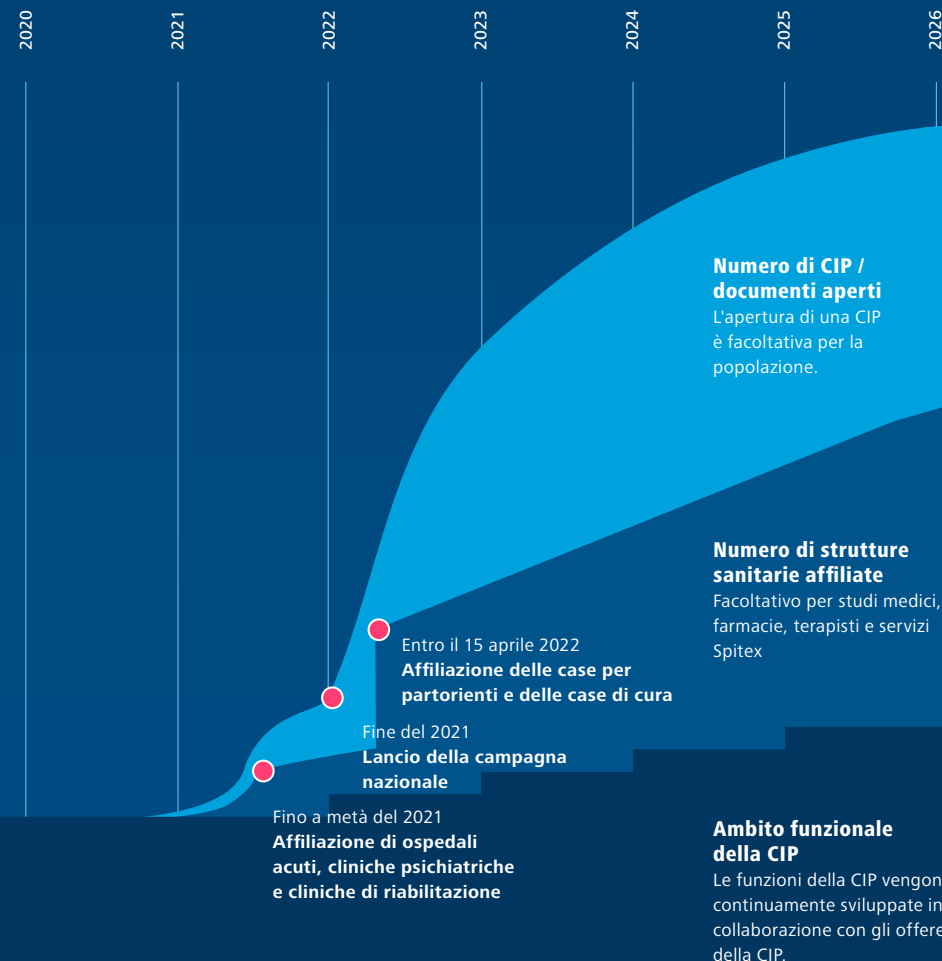 2020
2021
2022
2023
2024
2025
2026
Numero di CIP /
documenti aperti
L'apertura di una CIP
è facoltativa per la
popolazione.
Numero di strutture
sanitarie affiliate
Facoltativo per studi medici,
farmacie, terapisti e servizi
Spitex
Entro il 15 aprile 2022
Affiliazione delle case per
partorienti e delle case di cura
Fine del 2021
Lancio della campagna
nazionale
Fino a metà del 2021
Affiliazione di ospedali
acuti, cliniche psichiatriche
e cliniche di riabilitazione
Ambito funzionale
della CIP
Le funzioni della CIP vengon
continuamente sviluppate in
collaborazione con gli offere
della CIP.